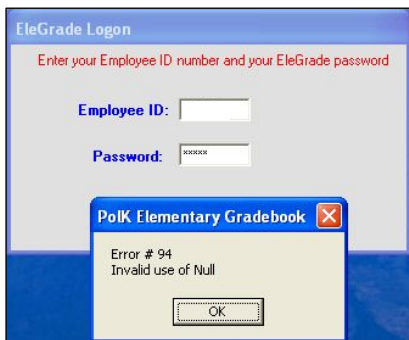 EleGrade Logon
Enter your Employee ID number and your EleGrade password
Employee ID:
Password: *****
PolK Elementary Gradebook
Error # 94
Invalid use of Null
OK